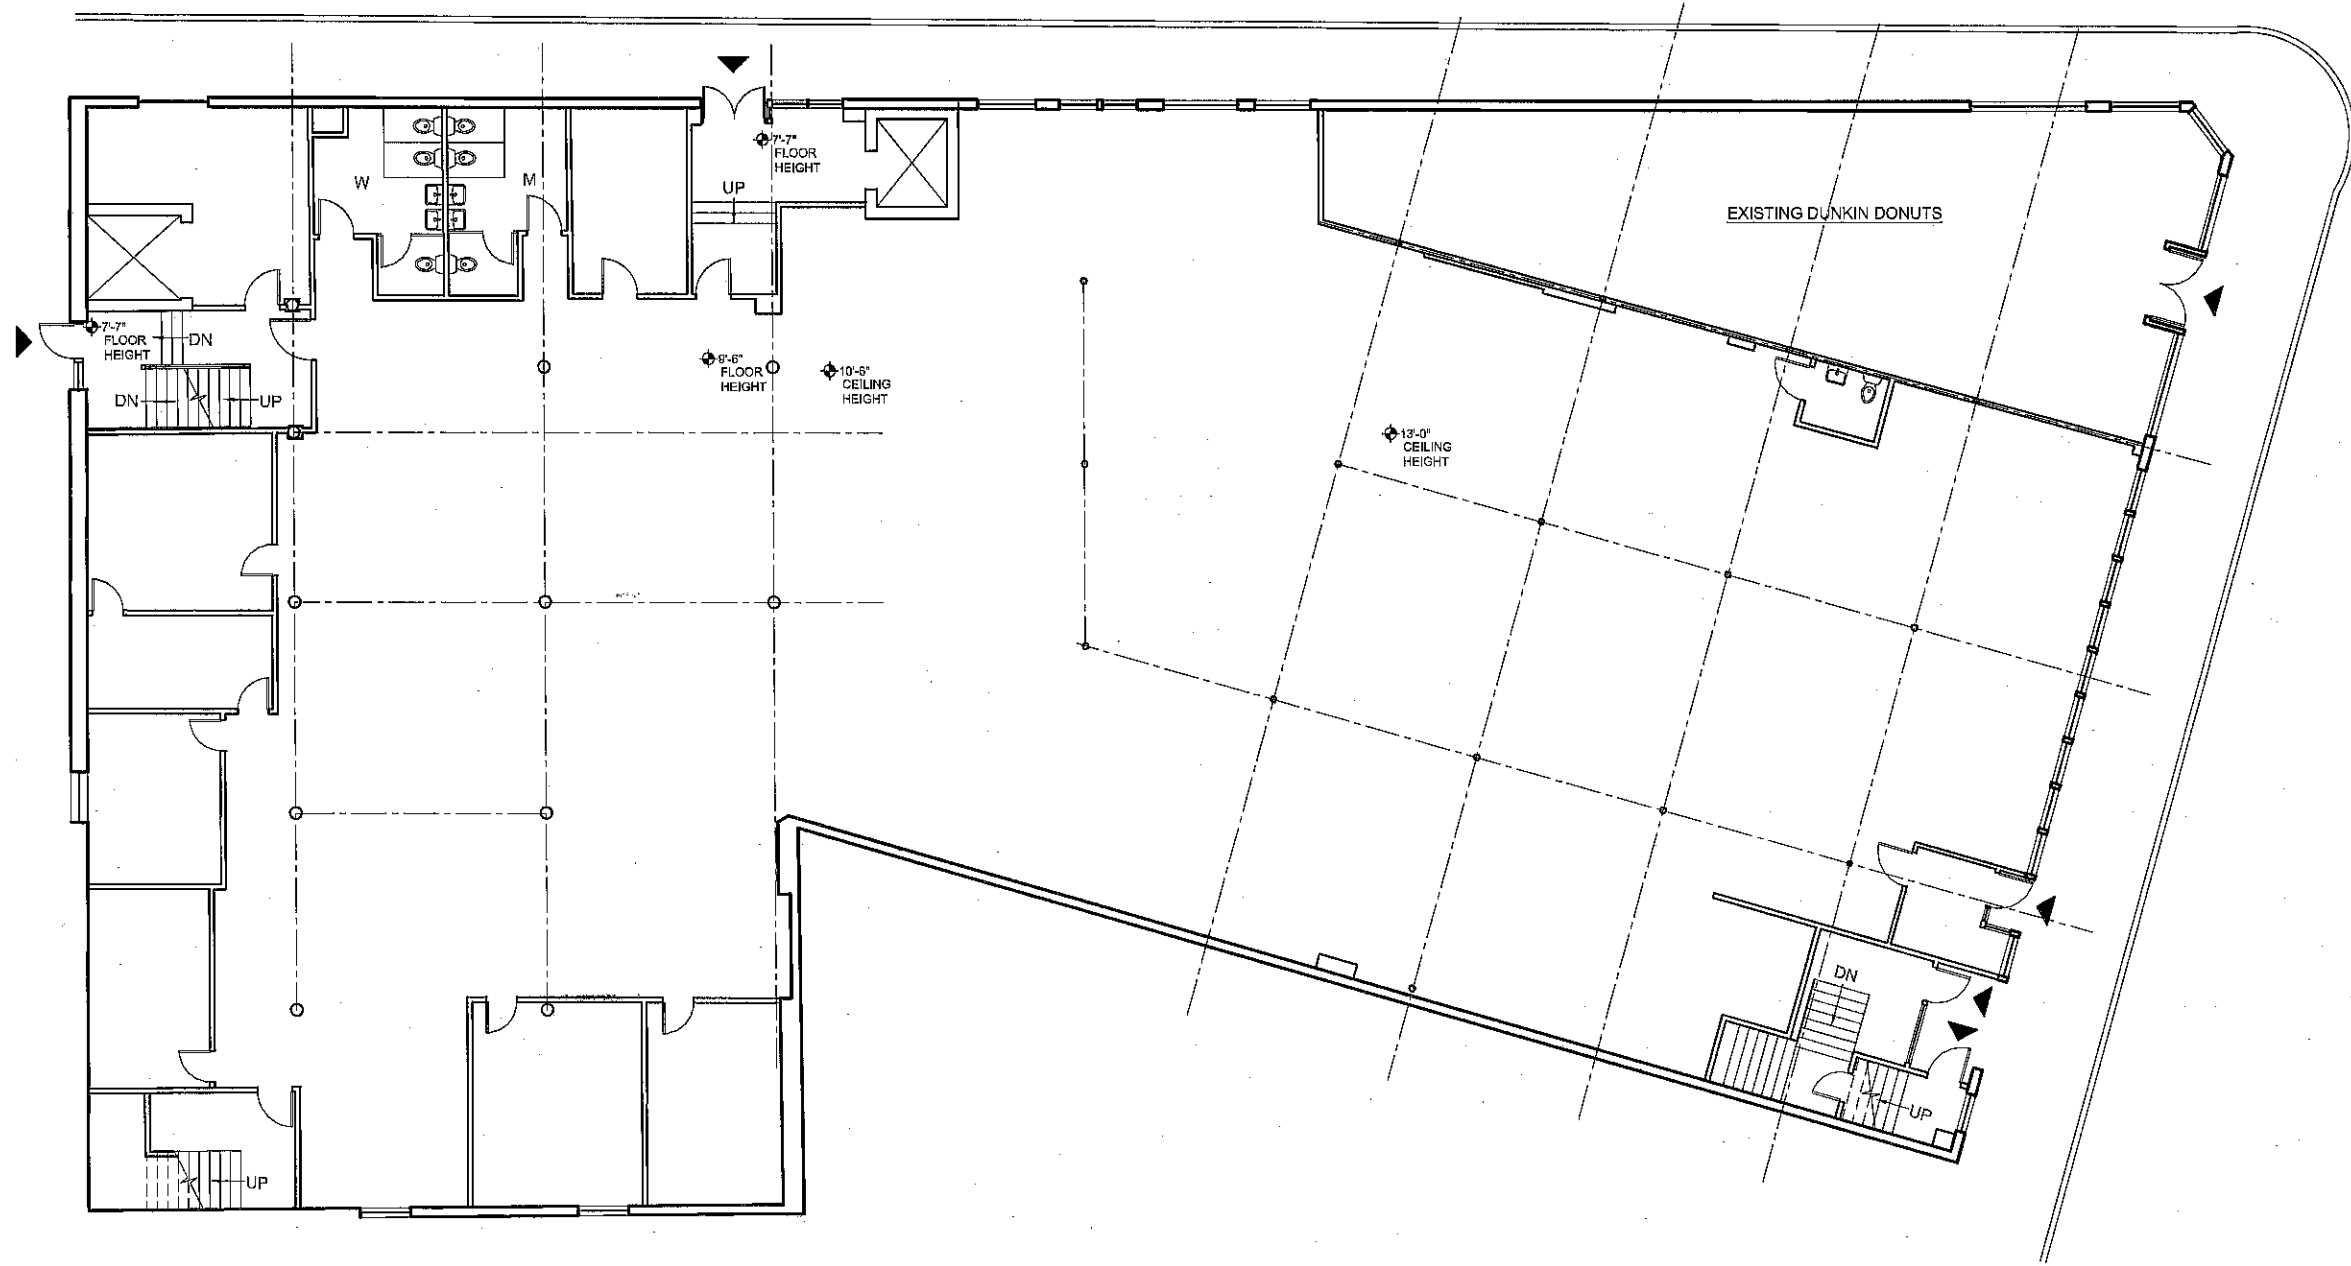 W
M
7'-7"
FLOOR
HEIGHT
UP
EXISTING DUNKIN DONUTS
7'-7"
FLOOR
HEIGHT
DN
DN
UP
9'-6"
FLOOR
HEIGHT
10'-6"
CEILING
HEIGHT
13'-0"
CEILING
HEIGHT
DN
UP
UP